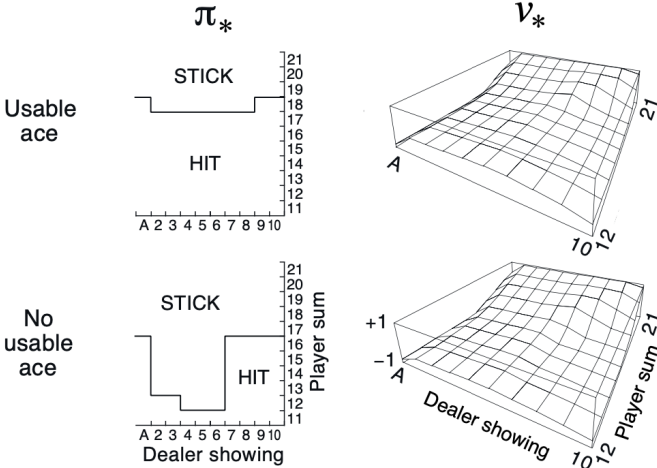 π* v*
Usable
ace
STICK
HIT
21
20
19
18
17
16
15
14
13
12
11
A 2 3 4 5 6 7 8 9 10
A
21
10 12
No
usable
ace
STICK
HIT
21
20
19
18
17
16
15
14
13
12
11
Player sum
A 2 3 4 5 6 7 8 9 10
Dealer showing
+1
−1
A
Dealer showing
10 12
Player sum
21